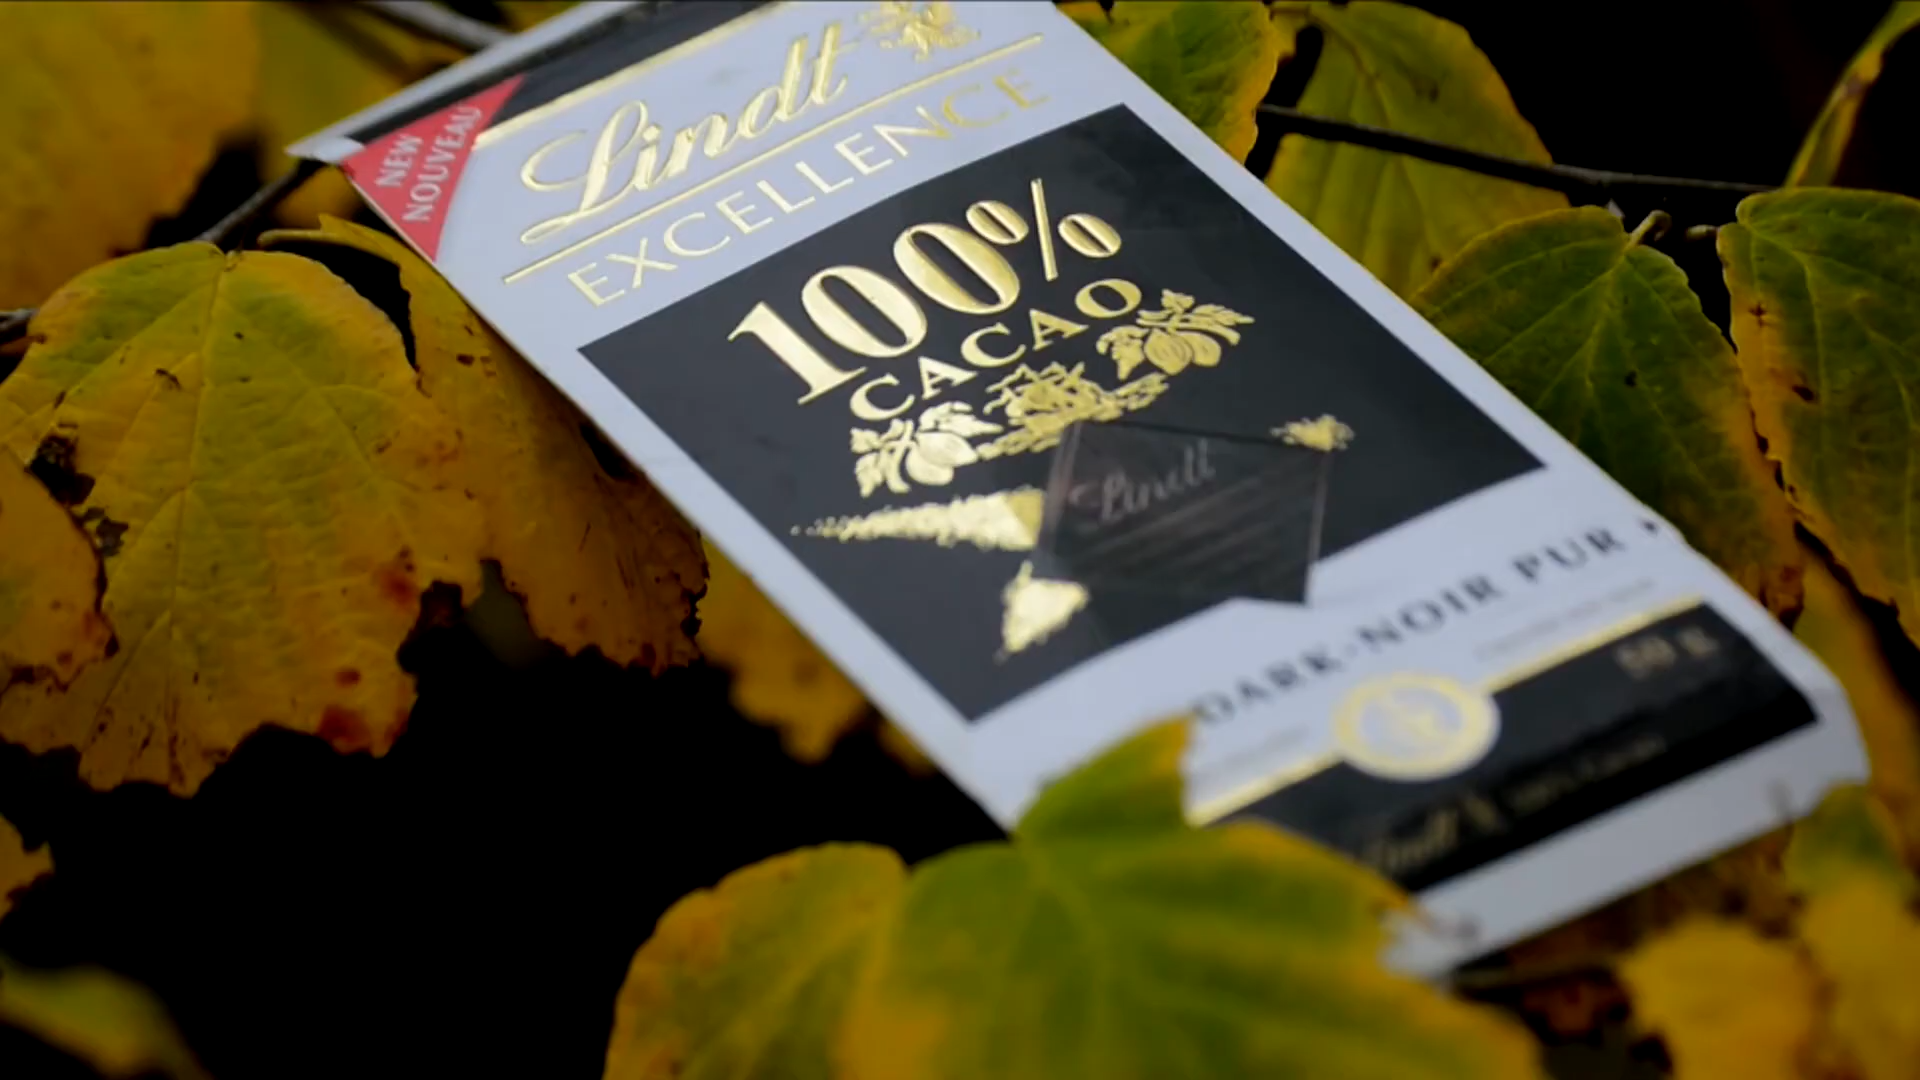 NEW
NOUVEAU
Lindt
EXCELLENCE
100%
CACAO
Lindt
DARK·NOIR PUR